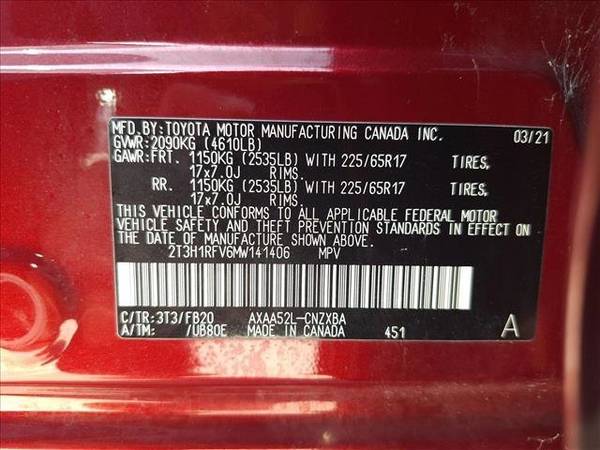 MFD.BY:TOYOTA MOTOR MANUFACTURING CANADA INC. 03/21
GVWR:2090KG (4610LB)
GAWR:FRT. 1150KG (2535LB) WITH 225/65R17 TIRES,
17x7.0J RIMS.
RR. 1150KG (2535LB) WITH 225/65R17 TIRES,
17x7.0J RIMS.
THIS VEHICLE CONFORMS TO ALL APPLICABLE FEDERAL MOTOR
VEHICLE SAFETY AND THEFT PREVENTION STANDARDS IN EFFECT ON
THE DATE OF MANUFACTURE SHOWN ABOVE.
2T3H1RFV6MW141406 MPV
C/TR:3T3/FB20 AXAA52L-CNZXBA
A/TM: /UB80E MADE IN CANADA 451 A